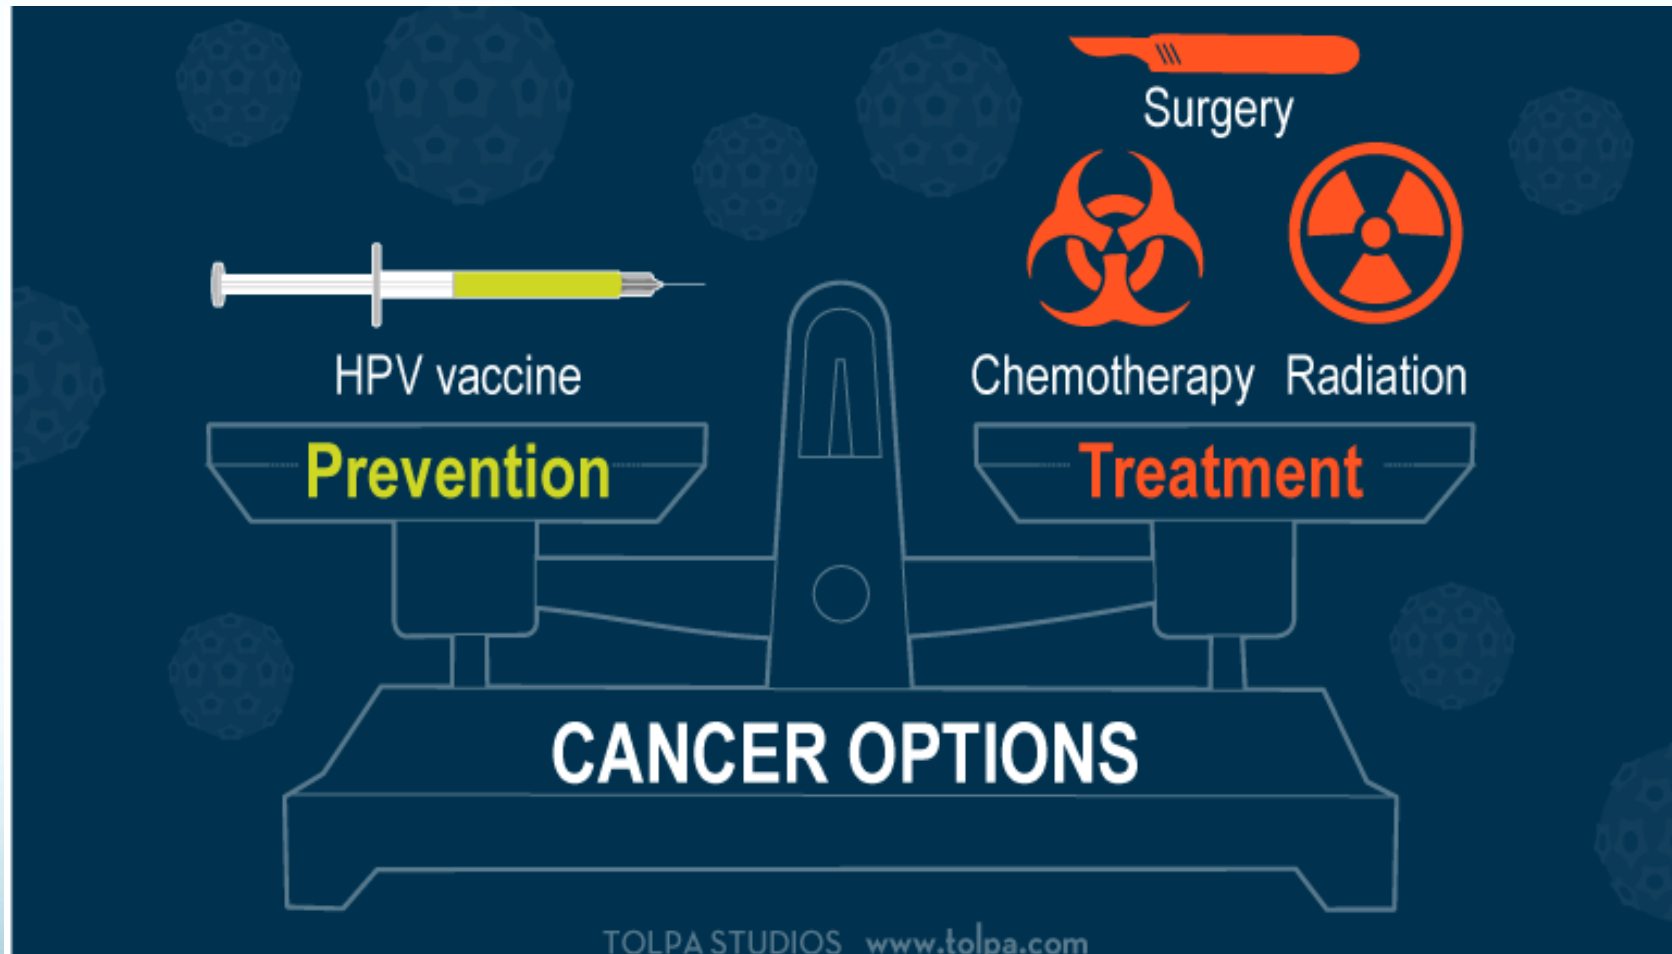 Surgery
HPV vaccine
Chemotherapy Radiation
Prevention
Treatment
CANCER OPTIONS
TOLPA STUDIOS www.tolpa.com